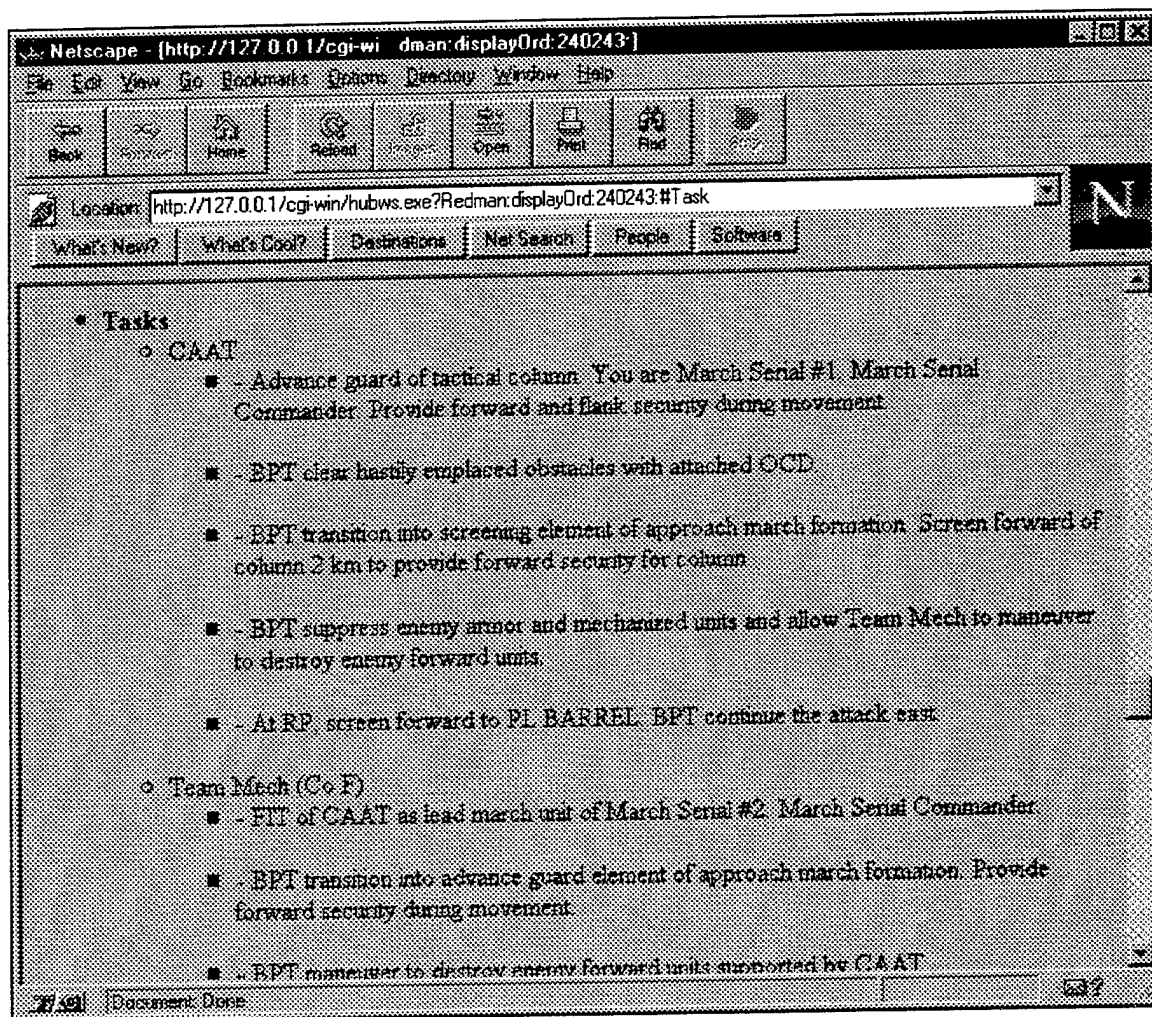 Netscape - [http://127.0.0.1/cgi-wi dman:displayOrd:240243:]
File Edit View Go Bookmarks Options Directory Window Help
Back Forward Home Reload Images Open Print Find Stop
Location: http://127.0.0.1/cgi-win/hubws.exe?Redman:displayOrd:240243:#Task
N
What's New? What's Cool? Destinations Net Search People Software
• Tasks
o CAAT
■ - Advance guard of tactical column. You are March Serial #1. March Serial
Commander. Provide forward and flank security during movement.
■ - BPT clear hastily emplaced obstacles with attached OCD.
■ - BPT transition into screening element of approach march formation. Screen forward of
column 2 km to provide forward security for column.
■ - BPT suppress enemy armor and mechanized units and allow Team Mech to maneuver
to destroy enemy forward units.
■ - At RP, screen forward to PL BARREL. BPT continue the attack east.
o Team Mech (Co F)
■ - FIT of CAAT as lead march unit of March Serial #2. March Serial Commander.
■ - BPT transition into advance guard element of approach march formation. Provide
forward security during movement.
■ - BPT maneuver to destroy enemy forward units supported by CAAT
Document: Done